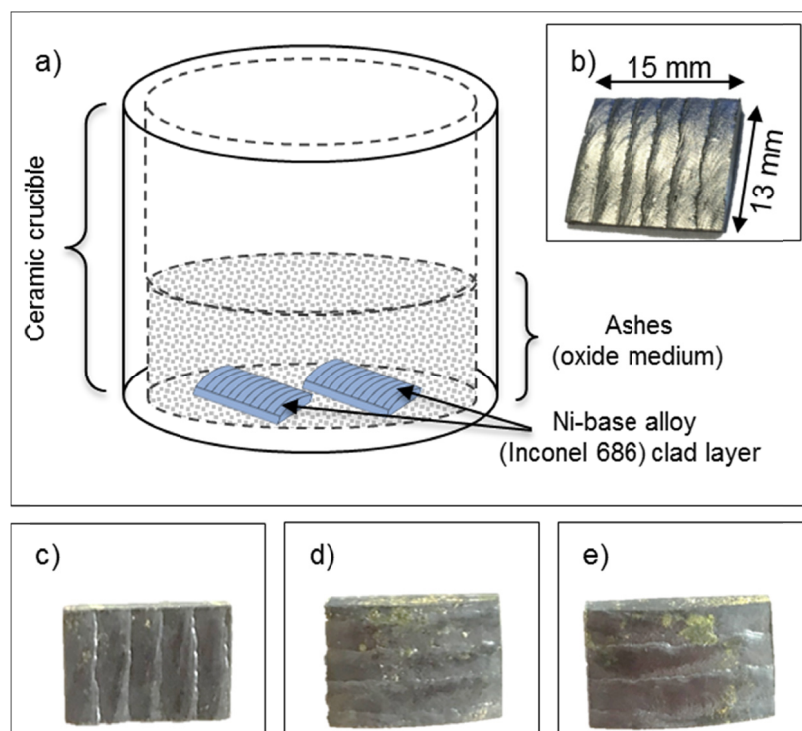 a)
Ceramic crucible
Ashes
(oxide medium)
Ni-base alloy
(Inconel 686) clad layer
b)
15 mm
13 mm
c)
d)
e)